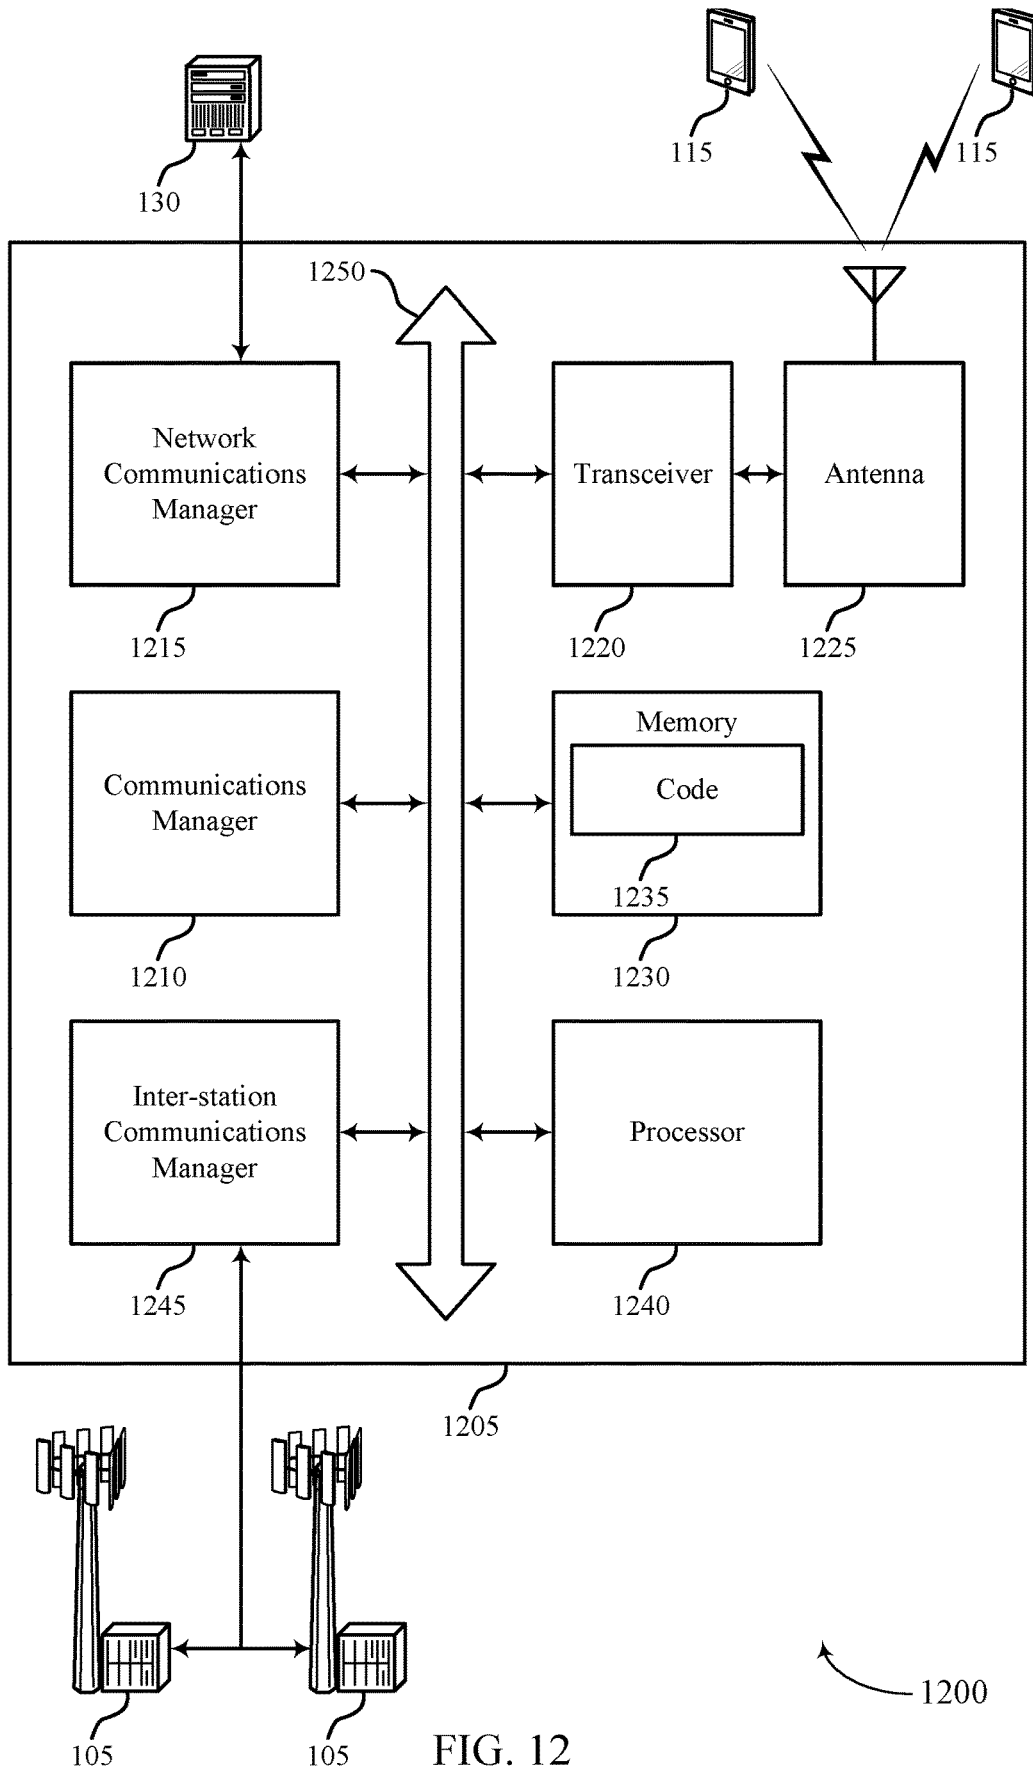 130
115
115
1250
Network
Communications
Manager
Transceiver
Antenna
1215
1220
1225
Communications
Manager
Memory
Code
1235
1210
1230
Inter-station
Communications
Manager
Processor
1245
1240
1205
105
105
1200
FIG. 12